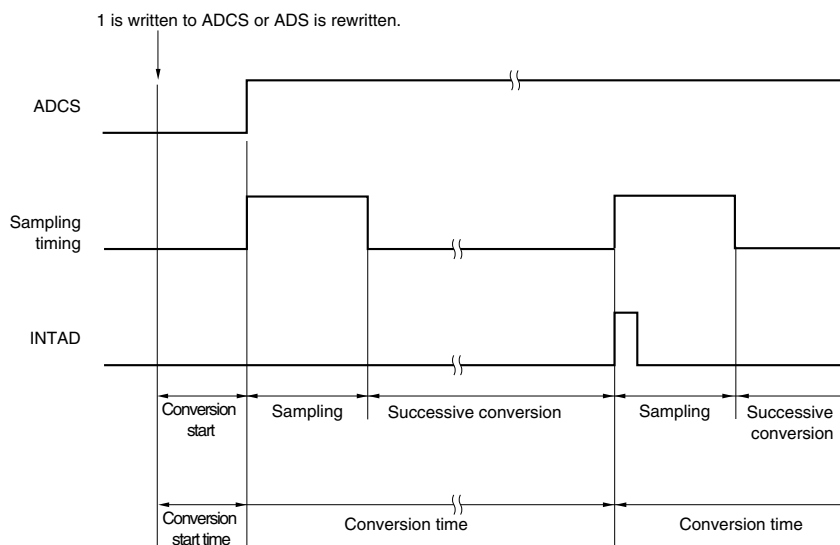 1 is written to ADCS or ADS is rewritten.
ADCS
Sampling
timing
INTAD
Conversion
start
Sampling
Successive conversion
Sampling
Successive
conversion
Conversion
start time
Conversion time
Conversion time